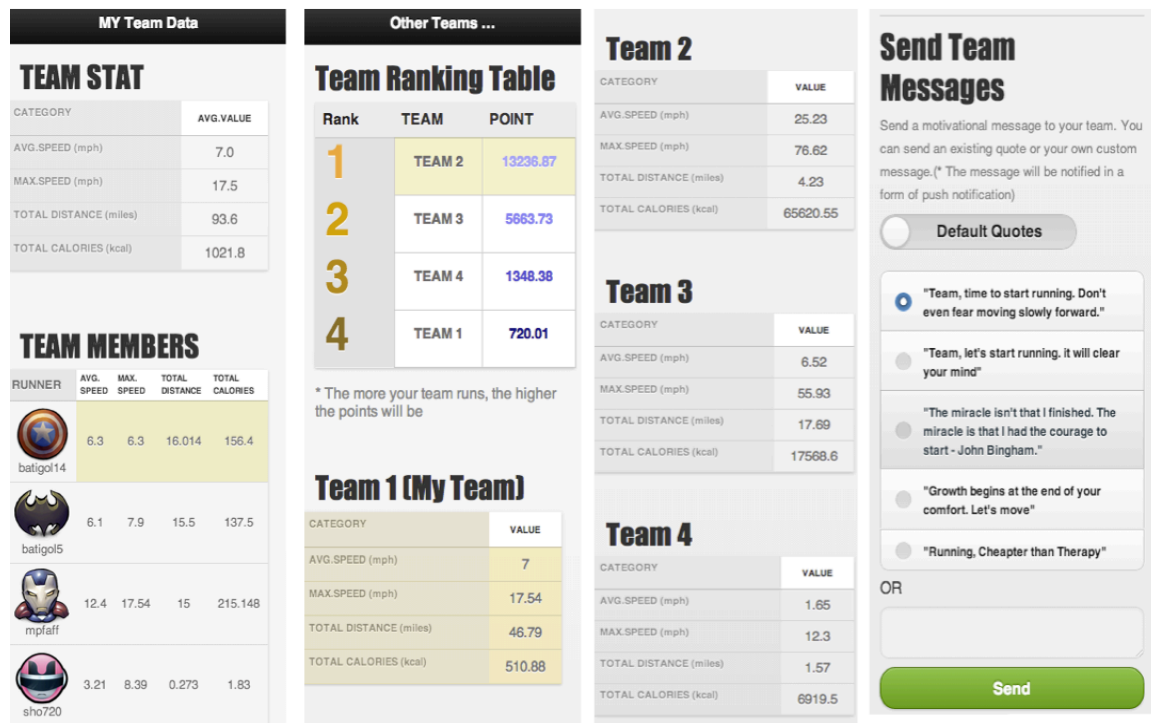 MY Team Data
TEAM STAT
CATEGORY AVG.VALUE
AVG.SPEED (mph) 7.0
MAX.SPEED (mph) 17.5
TOTAL DISTANCE (miles) 93.6
TOTAL CALORIES (kcal) 1021.8
TEAM MEMBERS
RUNNER AVG. SPEED MAX. SPEED TOTAL DISTANCE TOTAL CALORIES
batigol14 6.3 6.3 16.014 156.4
batigol5 6.1 7.9 15.5 137.5
mpfaff 12.4 17.54 15 215.148
sho720 3.21 8.39 0.273 1.83
Other Teams ...
Team Ranking Table
Rank TEAM POINT
1 TEAM 2 13236.87
2 TEAM 3 5663.73
3 TEAM 4 1348.38
4 TEAM 1 720.01
* The more your team runs, the higher
the points will be
Team 1 (My Team)
CATEGORY VALUE
AVG.SPEED (mph) 7
MAX.SPEED (mph) 17.54
TOTAL DISTANCE (miles) 46.79
TOTAL CALORIES (kcal) 510.88
Team 2
CATEGORY VALUE
AVG.SPEED (mph) 25.23
MAX.SPEED (mph) 76.62
TOTAL DISTANCE (miles) 4.23
TOTAL CALORIES (kcal) 65620.55
Team 3
CATEGORY VALUE
AVG.SPEED (mph) 6.52
MAX.SPEED (mph) 55.93
TOTAL DISTANCE (miles) 17.69
TOTAL CALORIES (kcal) 17568.6
Team 4
CATEGORY VALUE
AVG.SPEED (mph) 1.65
MAX.SPEED (mph) 12.3
TOTAL DISTANCE (miles) 1.57
TOTAL CALORIES (kcal) 6919.5
Send Team
Messages
Send a motivational message to your team. You
can send an existing quote or your own custom
message.(* The message will be notified in a
form of push notification)
Default Quotes
"Team, time to start running. Don't
even fear moving slowly forward."
"Team, let's start running. it will clear
your mind"
"The miracle isn't that I finished. The
miracle is that I had the courage to
start - John Bingham."
"Growth begins at the end of your
comfort. Let's move"
"Running, Cheapter than Therapy"
OR
Send